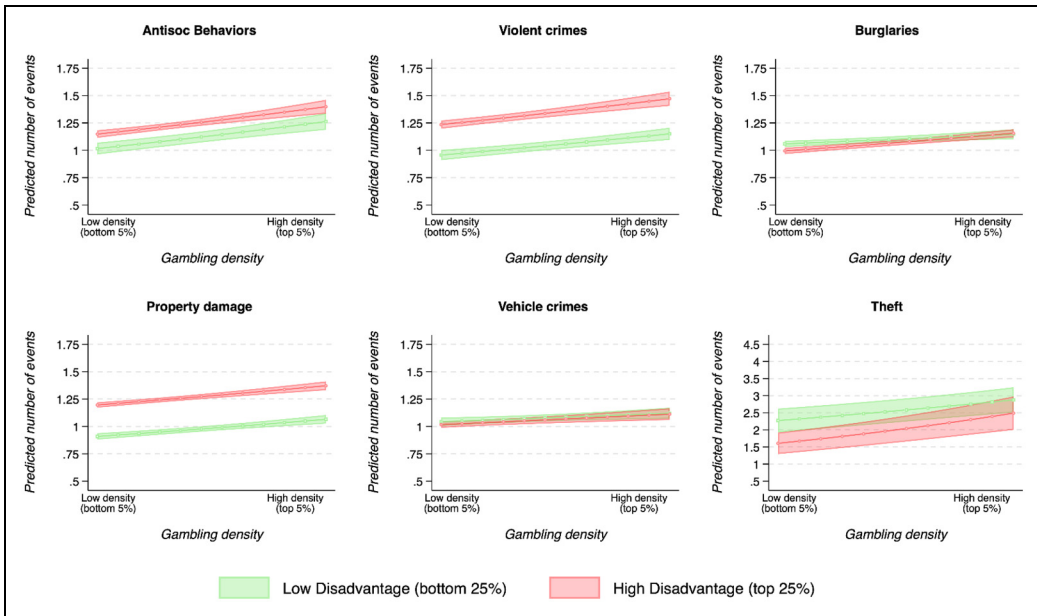 Antisoc Behaviors
Predicted number of events
1.75
1.5
1.25
1
.75
.5
Low density
(bottom 5%)
High density
(top 5%)
Gambling density
Violent crimes
Predicted number of events
1.75
1.5
1.25
1
.75
.5
Low density
(bottom 5%)
High density
(top 5%)
Gambling density
Burglaries
Predicted number of events
1.75
1.5
1.25
1
.75
.5
Low density
(bottom 5%)
High density
(top 5%)
Gambling density
Property damage
Predicted number of events
1.75
1.5
1.25
1
.75
.5
Low density
(bottom 5%)
High density
(top 5%)
Gambling density
Vehicle crimes
Predicted number of events
1.75
1.5
1.25
1
.75
.5
Low density
(bottom 5%)
High density
(top 5%)
Gambling density
Theft
Predicted number of events
4.5
4
3.5
3
2.5
2
1.5
1
.5
Low density
(bottom 5%)
High density
(top 5%)
Gambling density
Low Disadvantage (bottom 25%)
High Disadvantage (top 25%)